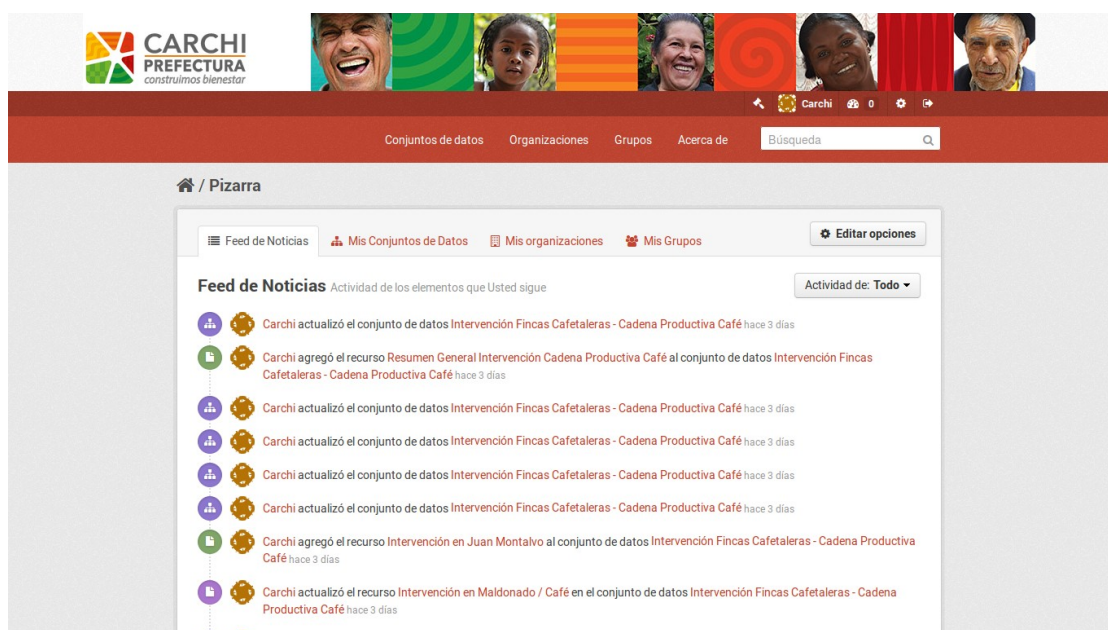 CARCHI
PREFECTURA
construimos bienestar
Carchi 0
Conjuntos de datos Organizaciones Grupos Acerca de Búsqueda
/ Pizarra
Feed de Noticias Mis Conjuntos de Datos Mis organizaciones Mis Grupos Editar opciones
Feed de Noticias Actividad de los elementos que Usted sigue Actividad de: Todo
Carchi actualizó el conjunto de datos Intervención Fincas Cafetaleras - Cadena Productiva Café hace 3 días
Carchi agregó el recurso Resumen General Intervención Cadena Productiva Café al conjunto de datos Intervención Fincas
Cafetaleras - Cadena Productiva Café hace 3 días
Carchi actualizó el conjunto de datos Intervención Fincas Cafetaleras - Cadena Productiva Café hace 3 días
Carchi actualizó el conjunto de datos Intervención Fincas Cafetaleras - Cadena Productiva Café hace 3 días
Carchi actualizó el conjunto de datos Intervención Fincas Cafetaleras - Cadena Productiva Café hace 3 días
Carchi actualizó el conjunto de datos Intervención Fincas Cafetaleras - Cadena Productiva Café hace 3 días
Carchi agregó el recurso Intervención en Juan Montalvo al conjunto de datos Intervención Fincas Cafetaleras - Cadena Productiva
Café hace 3 días
Carchi actualizó el recurso Intervención en Maldonado / Café en el conjunto de datos Intervención Fincas Cafetaleras - Cadena
Productiva Café hace 3 días